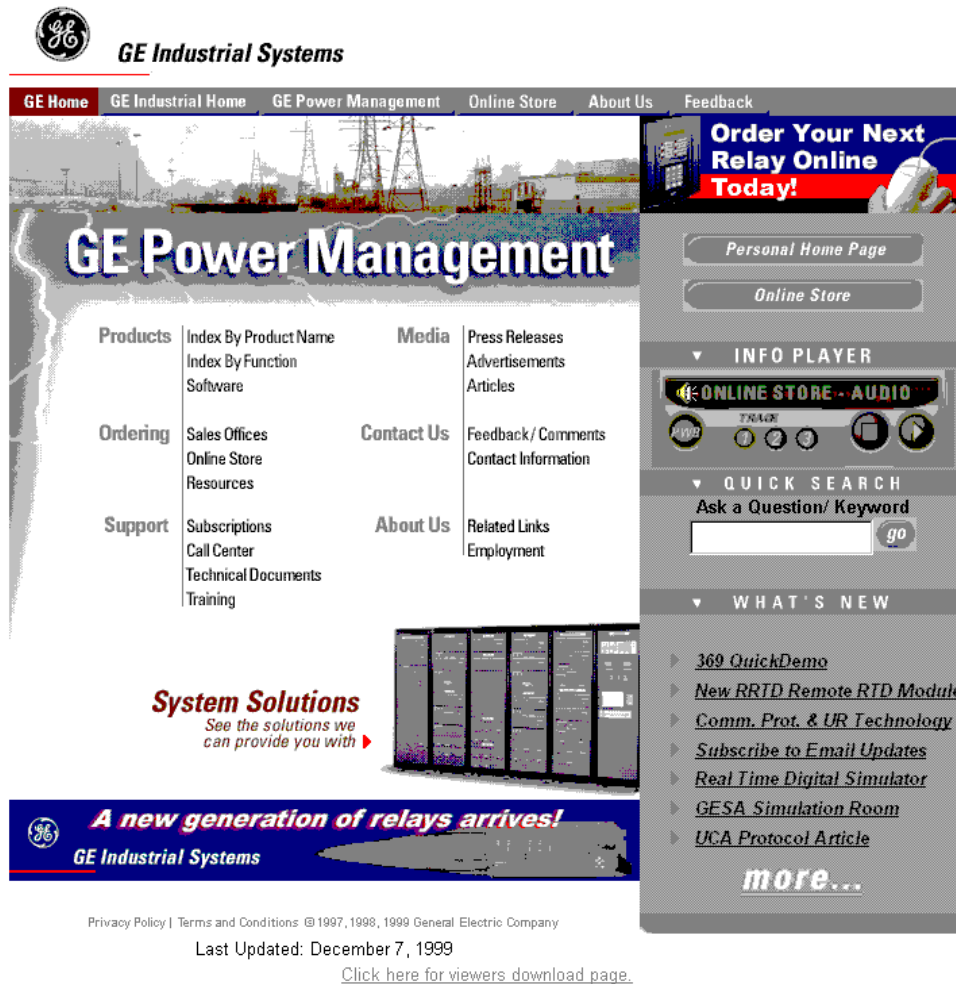 GE
GE Industrial Systems
GE Home GE Industrial Home GE Power Management Online Store About Us Feedback
Order Your Next
Relay Online
Today!
GE Power Management
Personal Home Page
Online Store
Products
Index By Product Name
Index By Function
Software
Media
Press Releases
Advertisements
Articles
Ordering
Sales Offices
Online Store
Resources
Contact Us
Feedback/Comments
Contact Information
Support
Subscriptions
Call Center
Technical Documents
Training
About Us
Related Links
Employment
INFO PLAYER
ONLINE STORE - AUDIO
PWR
TRACK
1 2 3
QUICK SEARCH
Ask a Question/ Keyword
go
WHAT'S NEW
369 QuickDemo
New RRTD Remote RTD Module
Comm. Prot. & UR Technology
Subscribe to Email Updates
Real Time Digital Simulator
GESA Simulation Room
UCA Protocol Article
more...
System Solutions
See the solutions we
can provide you with
A new generation of relays arrives!
GE
GE Industrial Systems
Privacy Policy | Terms and Conditions ©1997, 1998, 1999 General Electric Company
Last Updated: December 7, 1999
Click here for viewers download page.